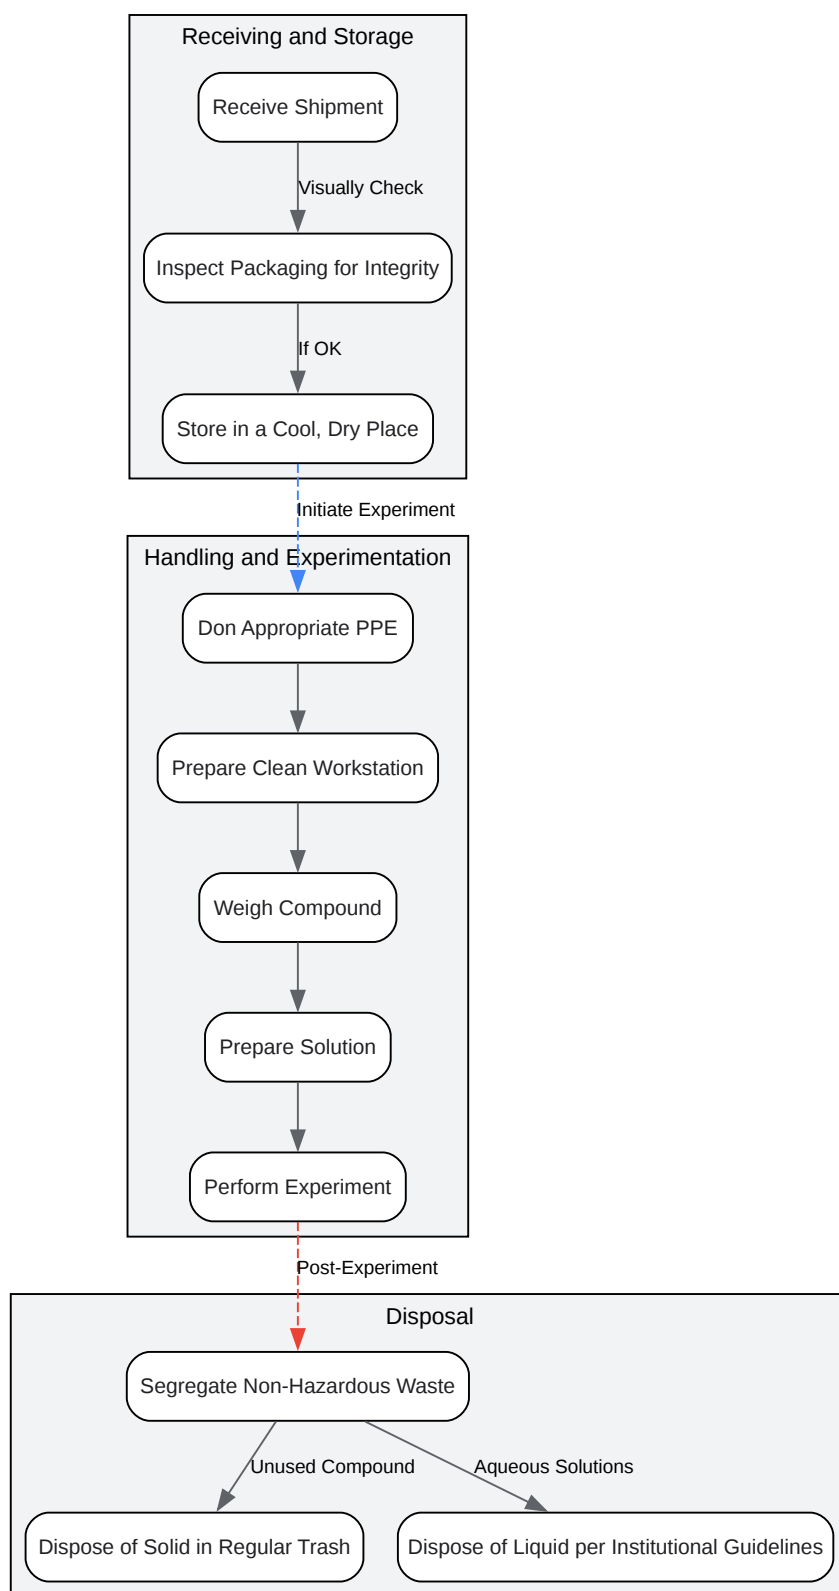 Receiving and Storage
Receive Shipment
Visually Check
Inspect Packaging for Integrity
If OK
Store in a Cool, Dry Place
Initiate Experiment
Handling and Experimentation
Don Appropriate PPE
Prepare Clean Workstation
Weigh Compound
Prepare Solution
Perform Experiment
Post-Experiment
Disposal
Segregate Non-Hazardous Waste
Unused Compound
Aqueous Solutions
Dispose of Solid in Regular Trash
Dispose of Liquid per Institutional Guidelines